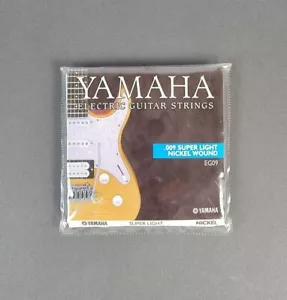 YAMAHA
ELECTRIC GUITAR STRINGS
.009 SUPER LIGHT
NICKEL WOUND
EG09
YAMAHA
YAMAHA SUPER LIGHT NICKEL